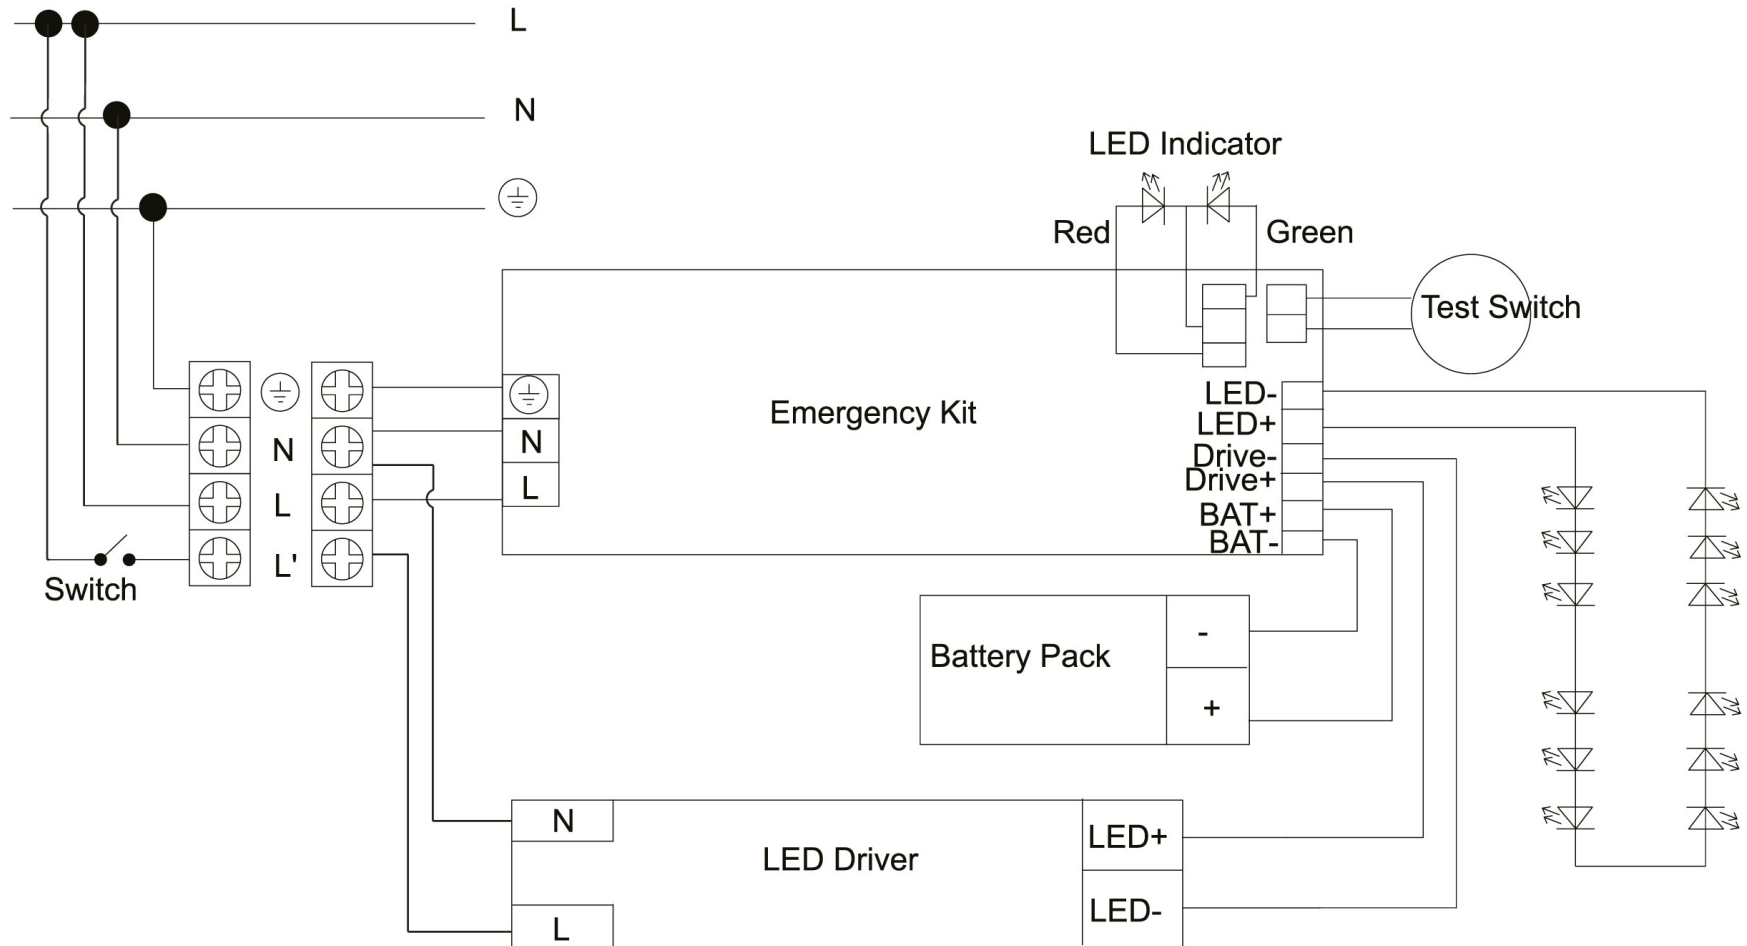 L
N
LED Indicator
Red
Green
Test Switch
LED-
LED+
Drive-
Drive+
BAT+
BAT-
Emergency Kit
N
L
N
L
L'
Switch
Battery Pack
-
+
N
LED Driver
L
LED+
LED-